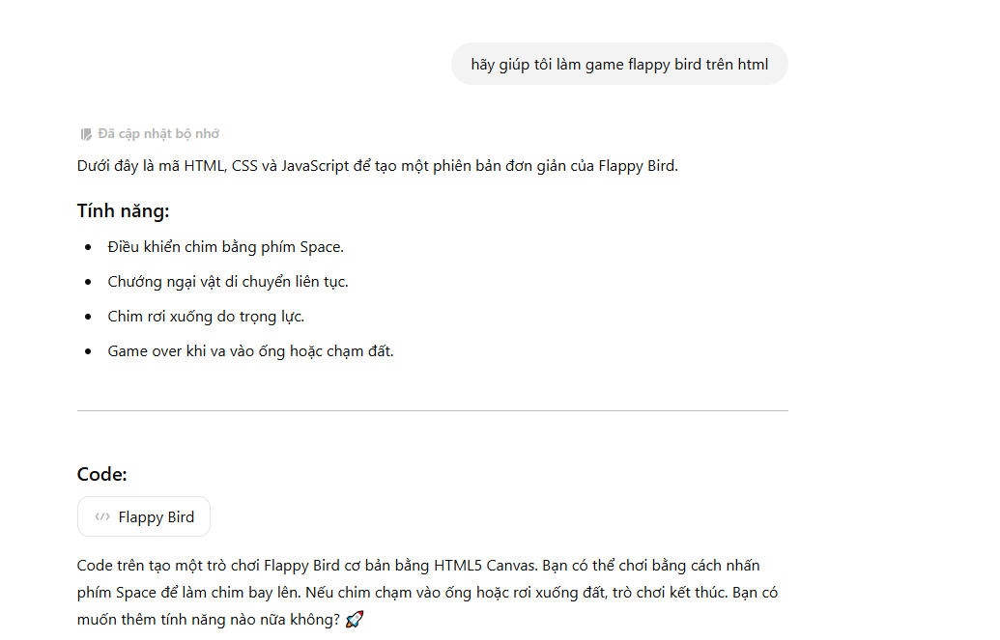 hãy giúp tôi làm game flappy bird trên html
Đã cập nhật bộ nhớ
Dưới đây là mã HTML, CSS và JavaScript để tạo một phiên bản đơn giản của Flappy Bird.
Tính năng:
• Điều khiển chim bằng phím Space.
• Chướng ngại vật di chuyển liên tục.
• Chim rơi xuống do trọng lực.
• Game over khi va vào ống hoặc chạm đất.
Code:
</> Flappy Bird
Code trên tạo một trò chơi Flappy Bird cơ bản bằng HTML5 Canvas. Bạn có thể chơi bằng cách nhấn
phím Space để làm chim bay lên. Nếu chim chạm vào ống hoặc rơi xuống đất, trò chơi kết thúc. Bạn có
muốn thêm tính năng nào nữa không? 🚀